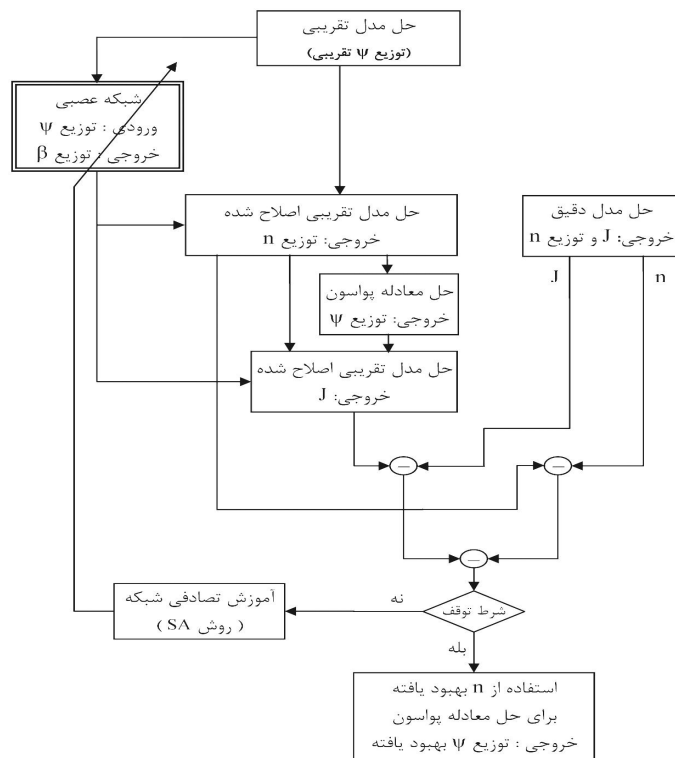 حل مدل تقریبی
(توزیع ψ تقریبی)
شبکه عصبی
ورودی : توزیع ψ
خروجی : توزیع β
حل مدل تقریبی اصلاح شده
خروجی: توزیع n
حل مدل دقیق
خروجی: J و توزیع n
J
n
حل معادله پواسون
خروجی: توزیع ψ
حل مدل تقریبی اصلاح شده
خروجی: J
−
−
−
شرط توقف
نه
آموزش تصادفی شبکه
( روش SA )
بله
استفاده از n بهبود یافته
برای حل معادله پواسون
خروجی : توزیع ψ بهبود یافته